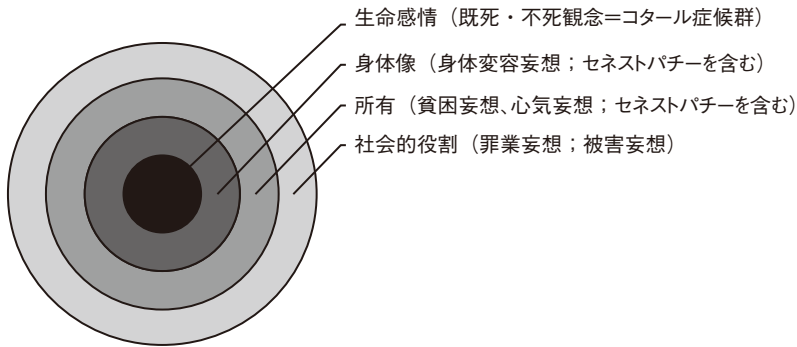 生命感情（既死・不死観念＝コタール症候群）
身体像（身体変容妄想；セネストパチーを含む）
所有（貧困妄想、心気妄想；セネストパチーを含む）
社会的役割（罪業妄想；被害妄想）